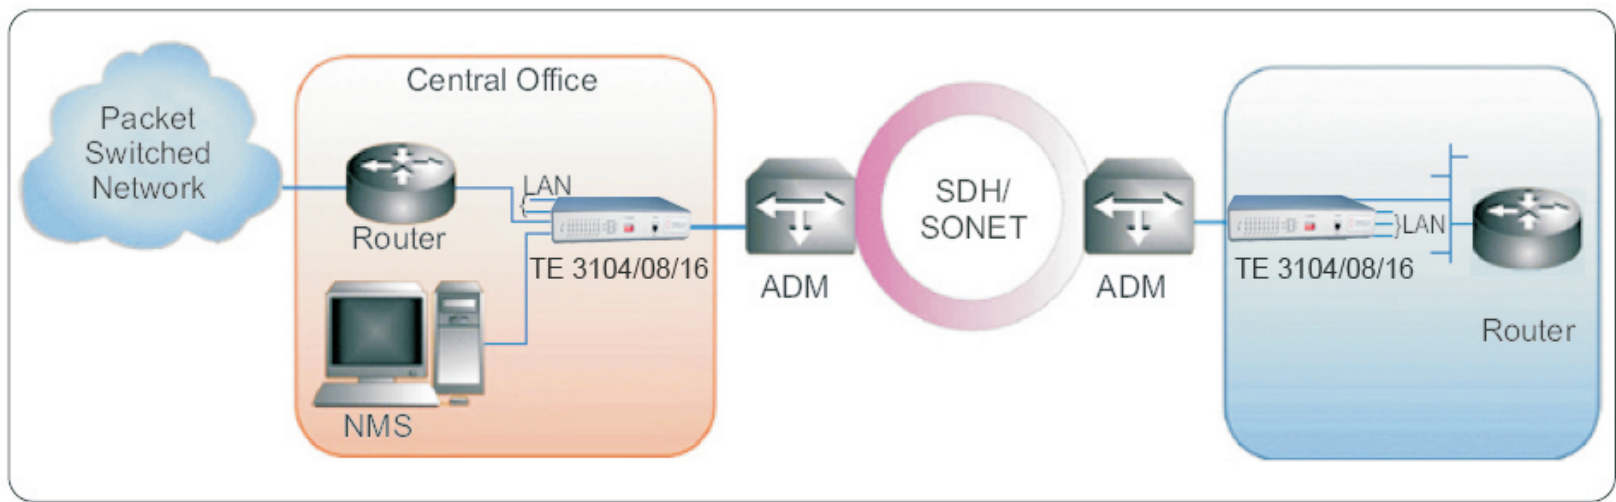 Central Office
Packet
Switched
Network
LAN
Router
TE 3104/08/16
NMS
ADM
SDH/
SONET
ADM
TE 3104/08/16
LAN
Router